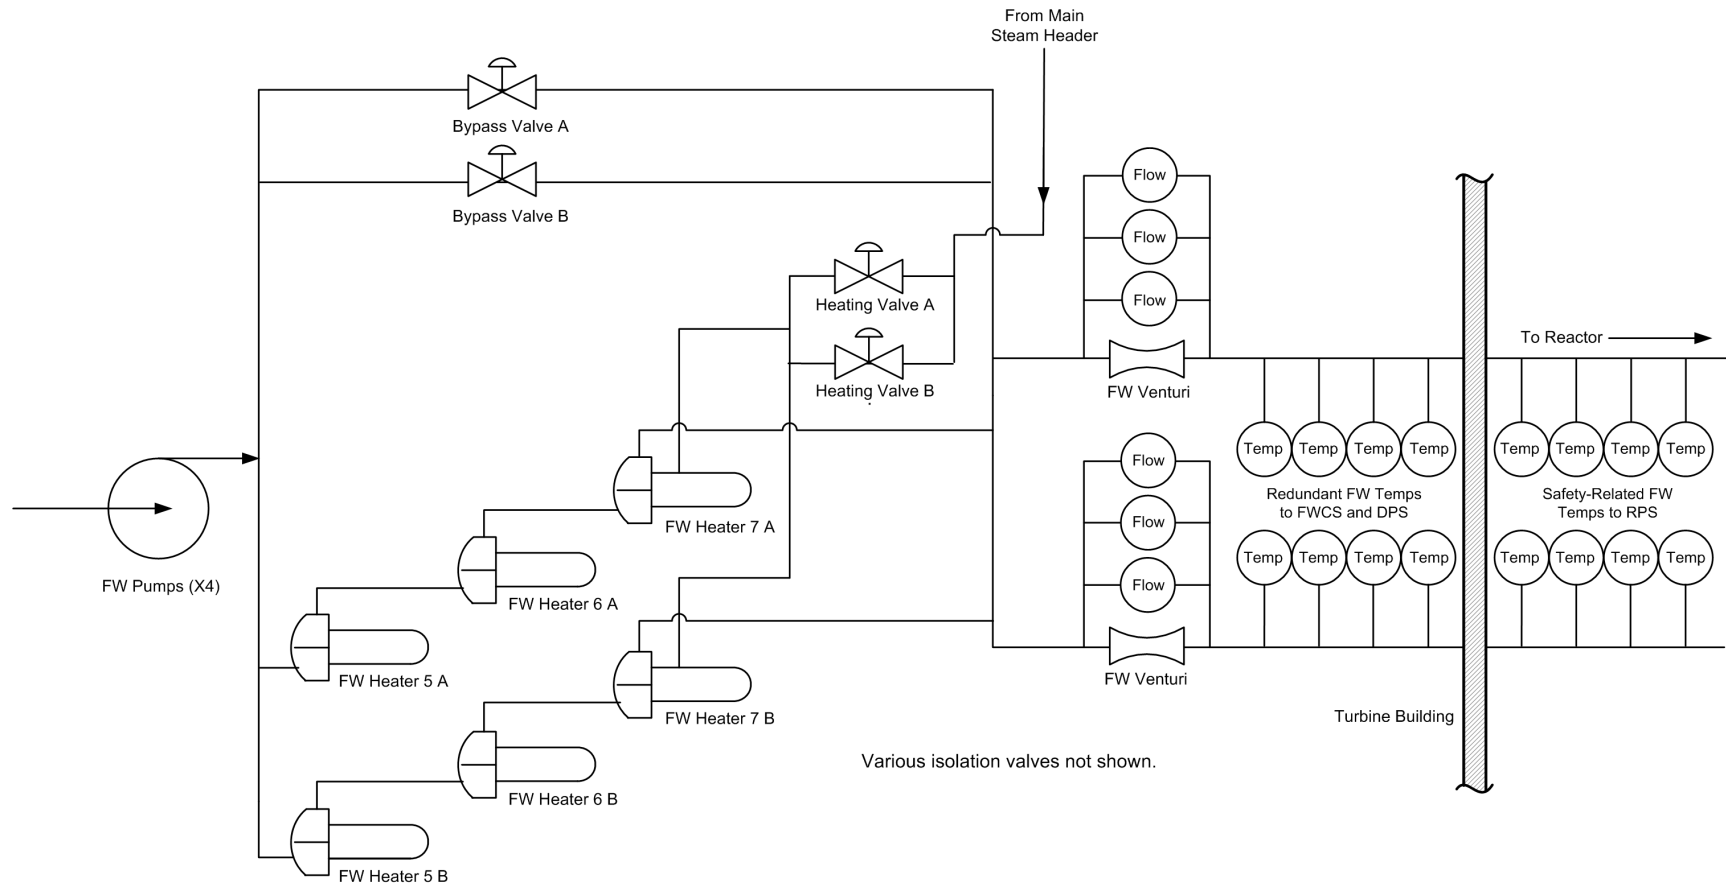 From Main
Steam Header
Bypass Valve A
Bypass Valve B
Flow
Flow
Flow
Heating Valve A
Heating Valve B
To Reactor
FW Venturi
Temp Temp Temp Temp
Temp Temp Temp Temp
Redundant FW Temps
to FWCS and DPS
Safety-Related FW
Temps to RPS
Flow
Flow
Flow
Temp Temp Temp Temp
Temp Temp Temp Temp
FW Venturi
FW Pumps (X4)
FW Heater 7 A
FW Heater 6 A
FW Heater 5 A
FW Heater 7 B
FW Heater 6 B
FW Heater 5 B
Turbine Building
Various isolation valves not shown.